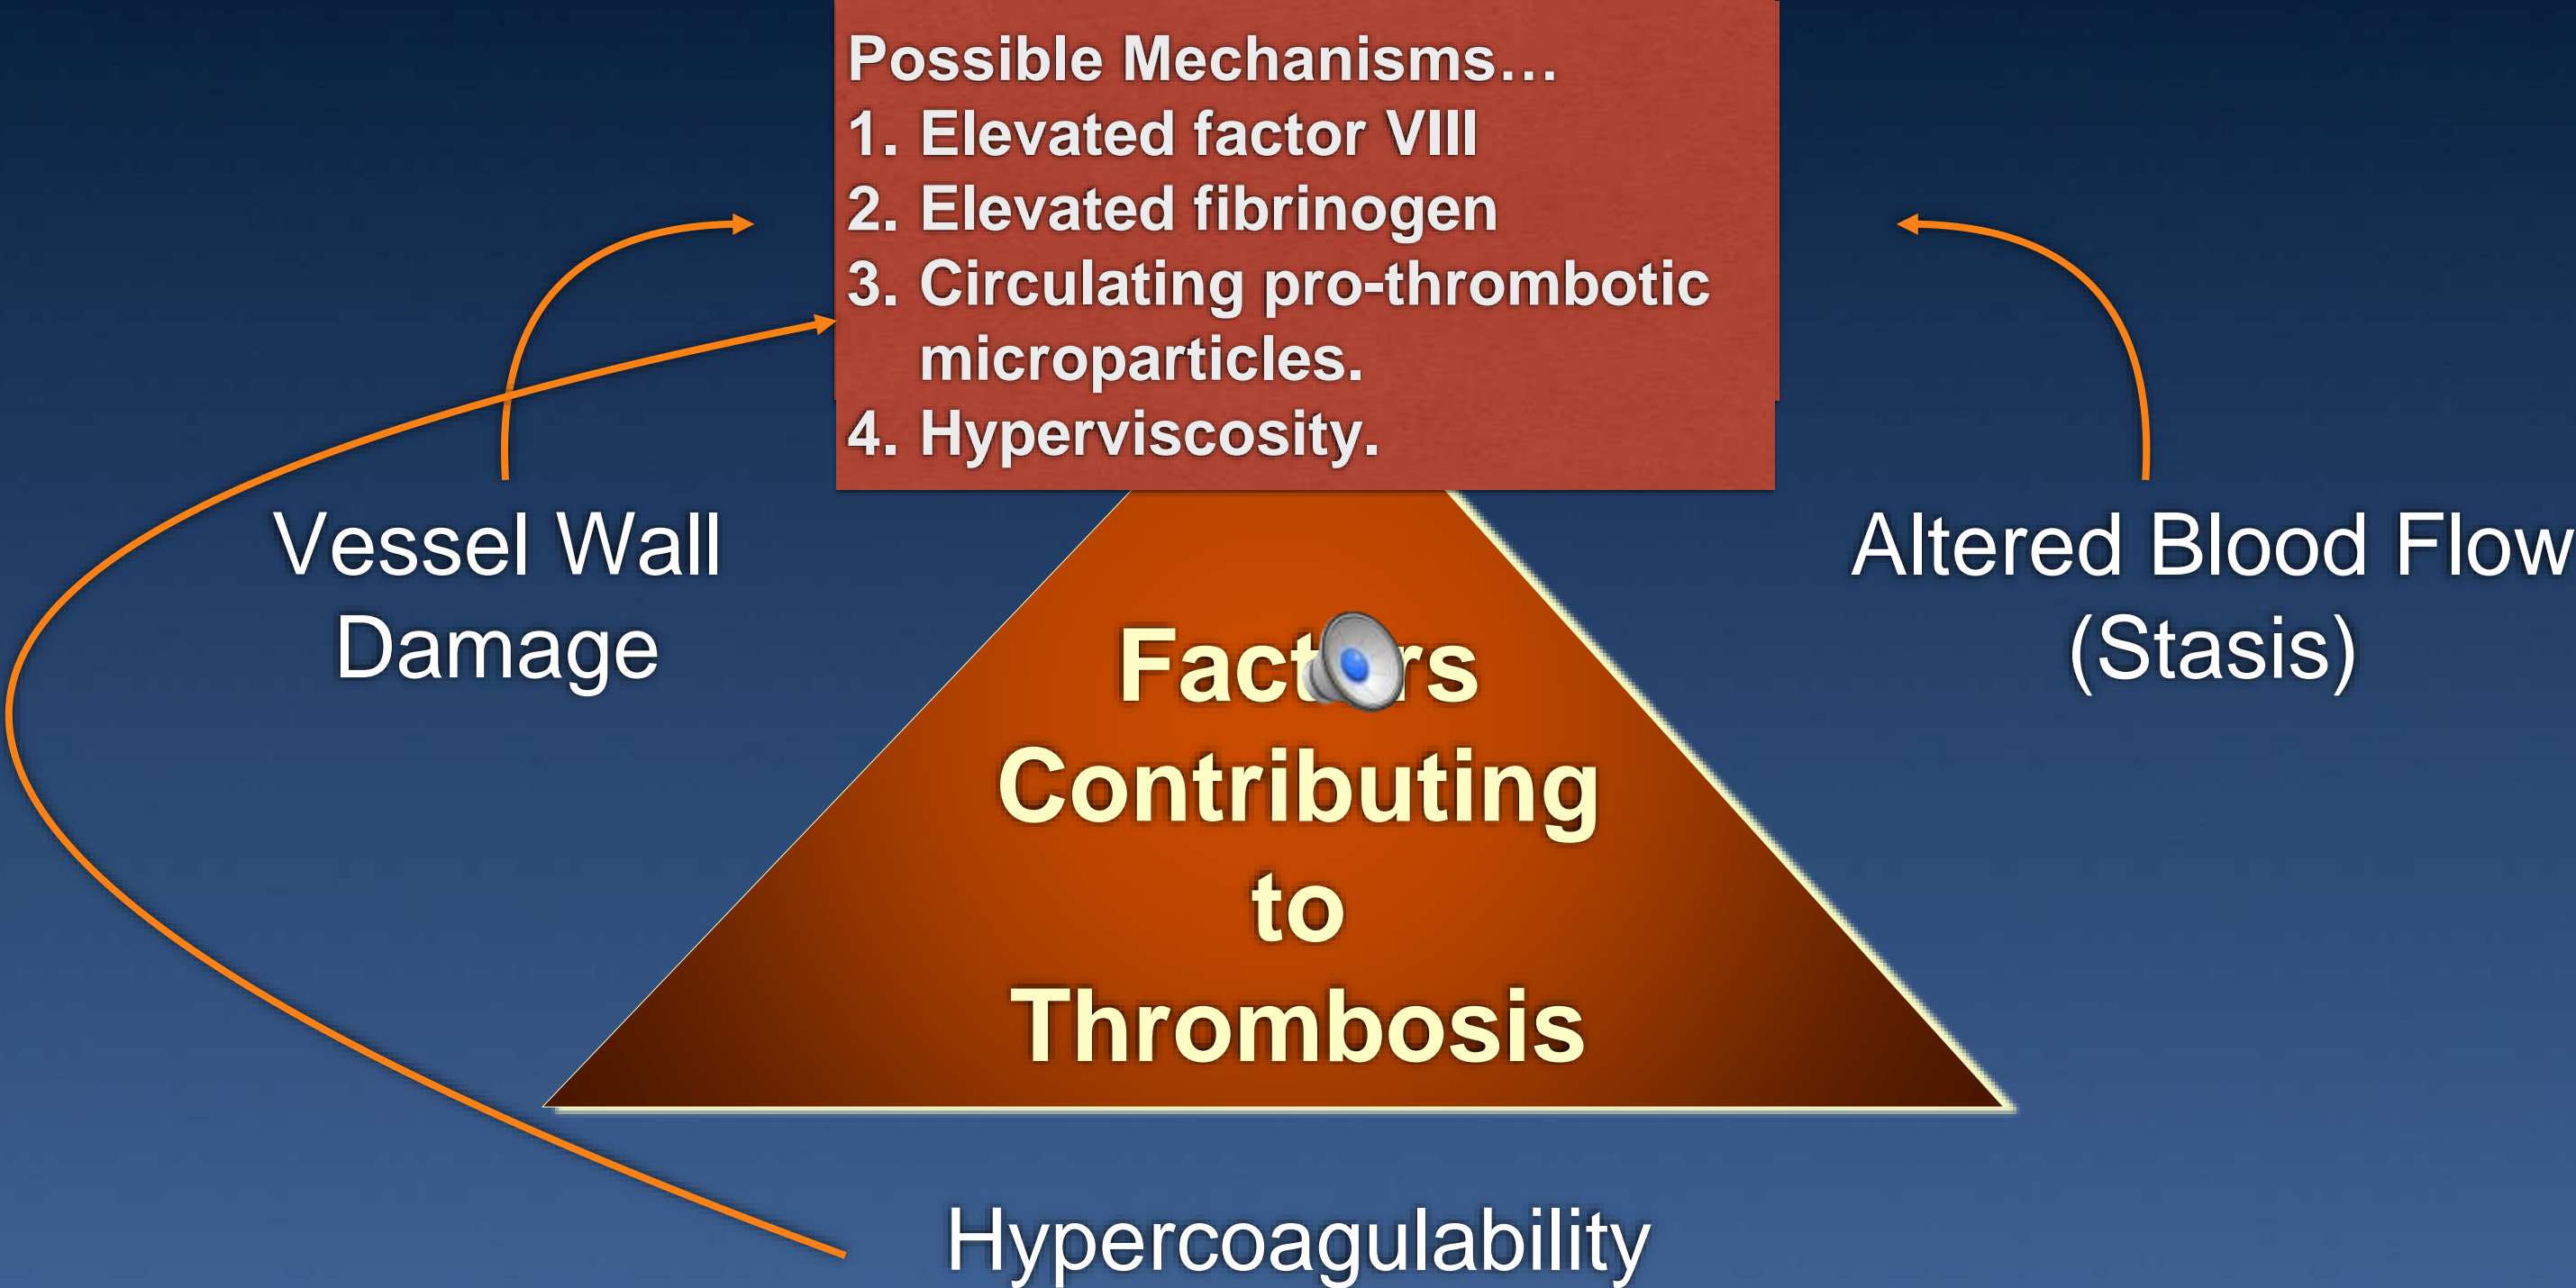 Possible Mechanisms…
1. Elevated factor VIII
2. Elevated fibrinogen
3. Circulating pro-thrombotic
microparticles.
4. Hyperviscosity.
Vessel Wall
Damage
Altered Blood Flow
(Stasis)
Factors
Contributing
to
Thrombosis
Hypercoagulability